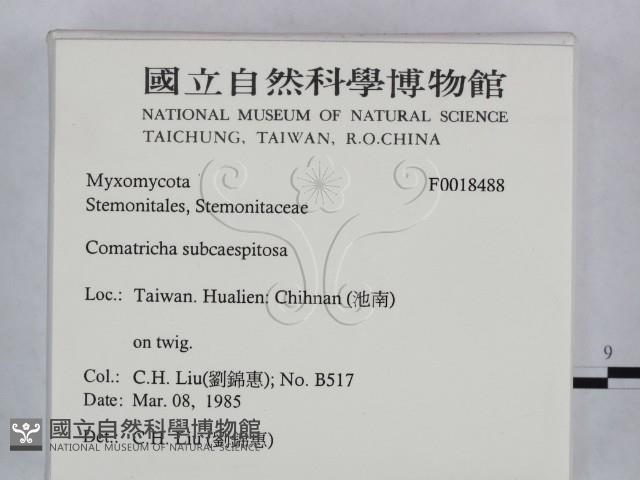 國立自然科學博物館
NATIONAL MUSEUM OF NATURAL SCIENCE
TAICHUNG, TAIWAN, R.O.CHINA
Myxomycota F0018488
Stemonitales, Stemonitaceae
Comatricha subcaespitosa
Loc.: Taiwan. Hualien: Chihnan (池南)
on twig.
Col.: C.H. Liu(劉錦惠); No. B517
Date: Mar. 08, 1985
Det.: C.H. Liu (劉錦惠)
國立自然科學博物館
NATIONAL MUSEUM OF NATURAL SCIENCE
9